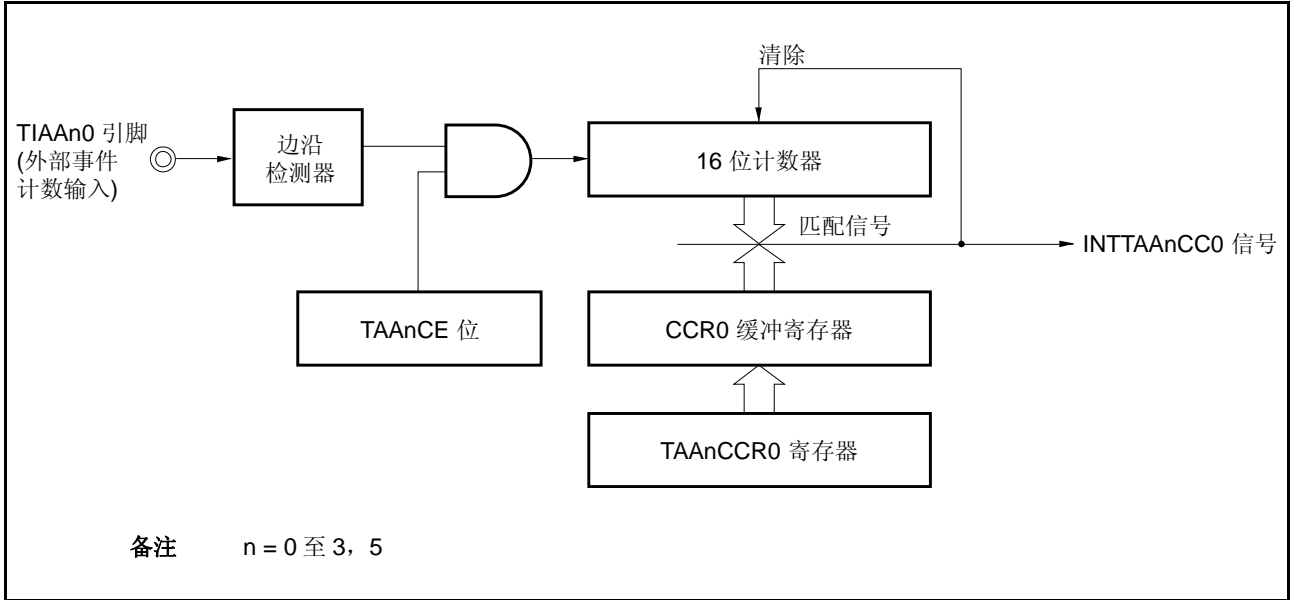 清除
TIAAn0 引脚
(外部事件
计数输入)
边沿
检测器
16 位计数器
匹配信号
INTTAAnCC0 信号
TAAnCE 位
CCR0 缓冲寄存器
TAAnCCR0 寄存器
备注 n = 0 至 3，5